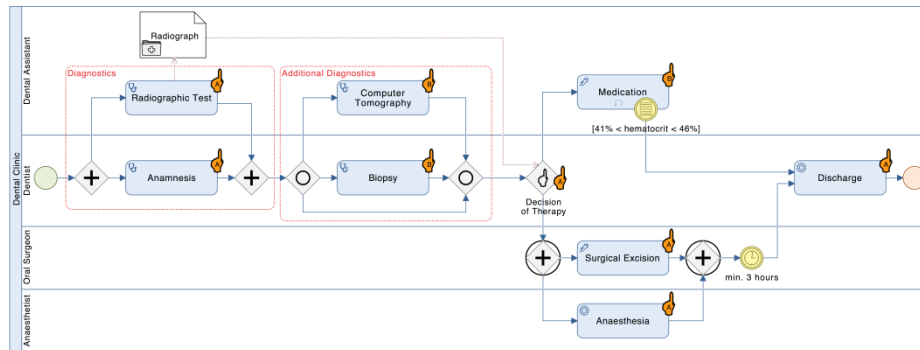 Dental Clinic
Dental Assistant
Dentist
Oral Surgeon
Anaesthetist
Radiograph
Diagnostics
Additional Diagnostics
Radiographic Test
A
Computer
Tomography
B
Medication
B
[41% < hematocrit < 46%]
Anamnesis
A
Biopsy
B
A
Decision
of Therapy
Discharge
A
Surgical Excision
A
min. 3 hours
Anaesthesia
A